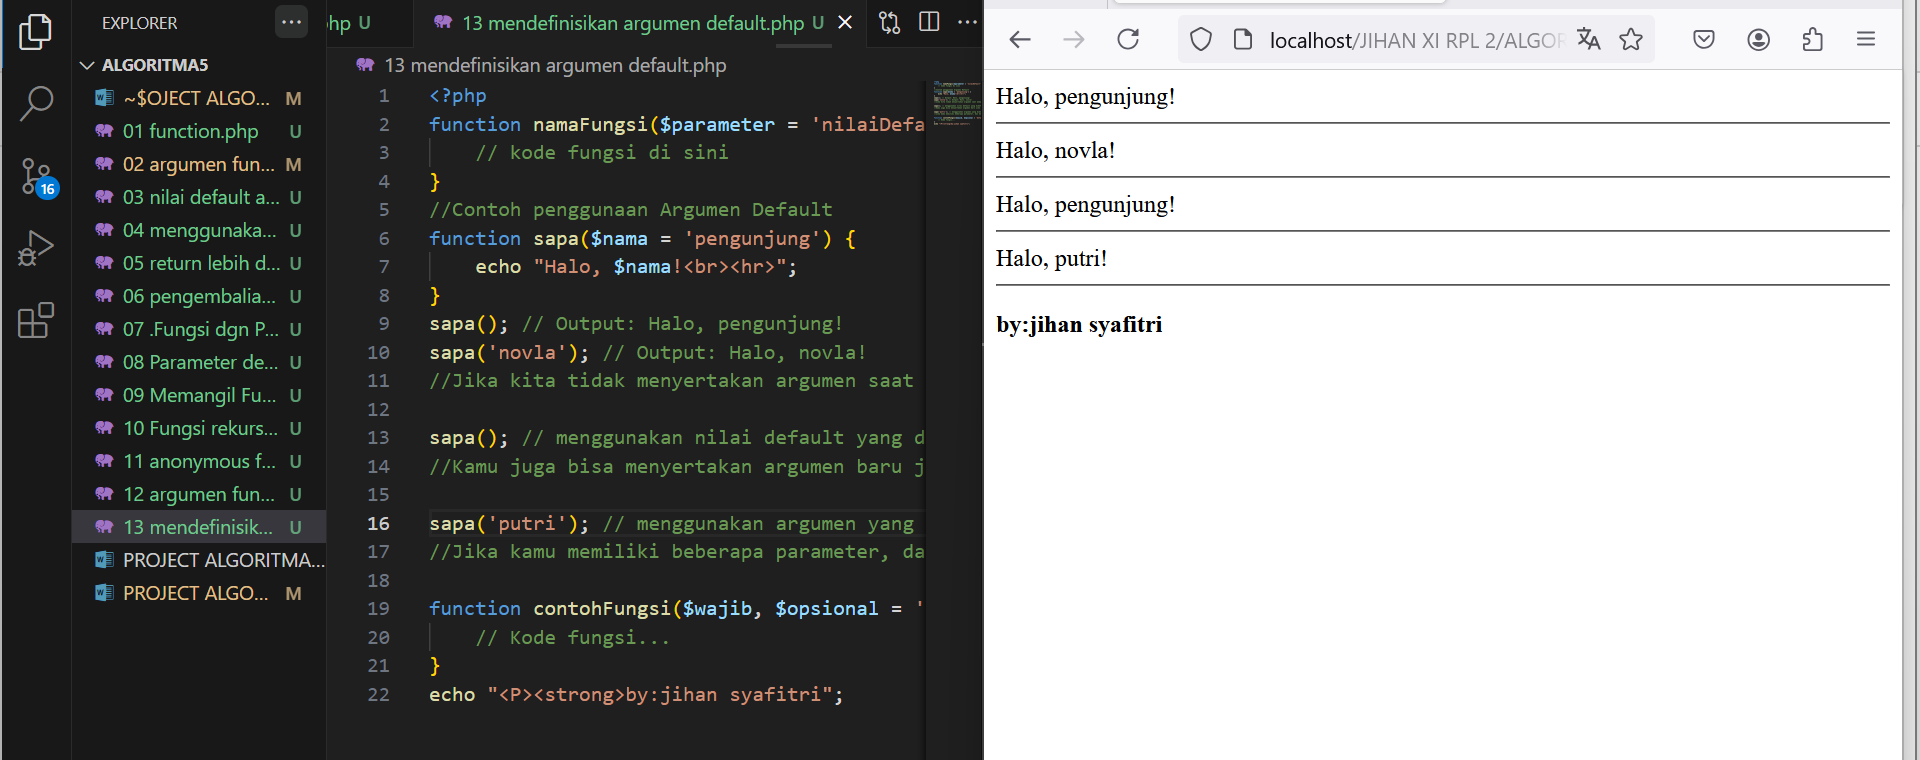 EXPLORER
ALGORITMA5
~$OJECT ALGO... M
01 function.php U
02 argumen fun... M
03 nilai default a... U
04 menggunaka... U
05 return lebih d... U
06 pengembalia... U
07 .Fungsi dgn P... U
08 Parameter de... U
09 Memangil Fu... U
10 Fungsi rekurs... U
11 anonymous f... U
12 argumen fun... U
13 mendefinisik... U
PROJECT ALGORITMA...
PROJECT ALGO... M
16
hp U
13 mendefinisikan argumen default.php U
13 mendefinisikan argumen default.php
1 <?php
2 function namaFungsi($parameter = 'nilaiDefa
3 // kode fungsi di sini
4 }
5 //Contoh penggunaan Argumen Default
6 function sapa($nama = 'pengunjung') {
7 echo "Halo, $nama!<br><hr>";
8 }
9 sapa(); // Output: Halo, pengunjung!
10 sapa('novla'); // Output: Halo, novla!
11 //Jika kita tidak menyertakan argumen saat
12
13 sapa(); // menggunakan nilai default yang d
14 //Kamu juga bisa menyertakan argumen baru j
15
16 sapa('putri'); // menggunakan argumen yang
17 //Jika kamu memiliki beberapa parameter, da
18
19 function contohFungsi($wajib, $opsional = '
20 // Kode fungsi...
21 }
22 echo "<P><strong>by:jihan syafitri";
localhost/JIHAN XI RPL 2/ALGOR
Halo, pengunjung!
Halo, novla!
Halo, pengunjung!
Halo, putri!
by:jihan syafitri